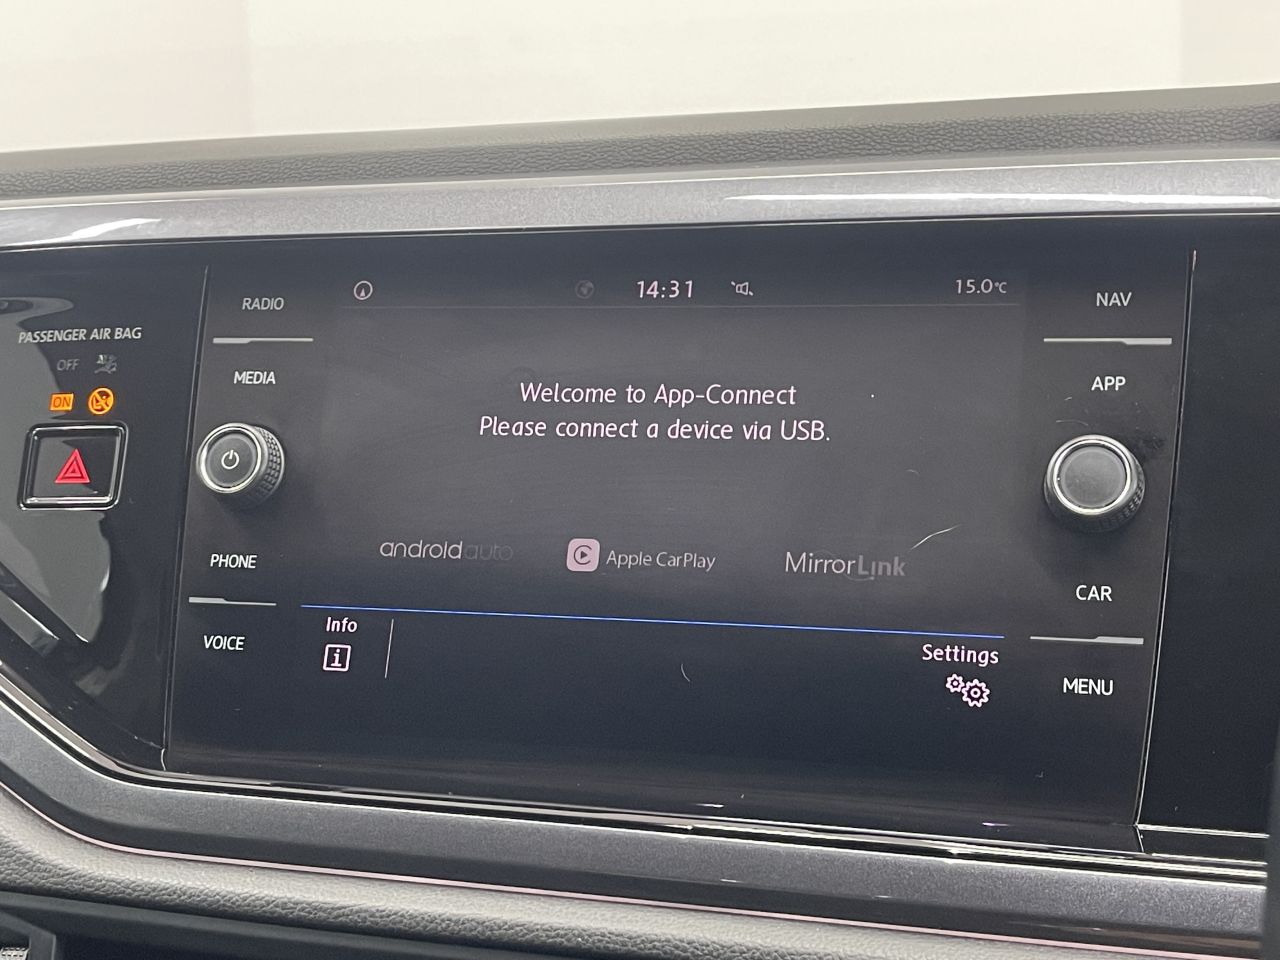 PASSENGER AIR BAG
OFF
ON
RADIO
MEDIA
PHONE
VOICE
14:31
15.0°C
Welcome to App-Connect
Please connect a device via USB.
androidauto
Apple CarPlay
MirrorLink
Info
i
Settings
NAV
APP
CAR
MENU